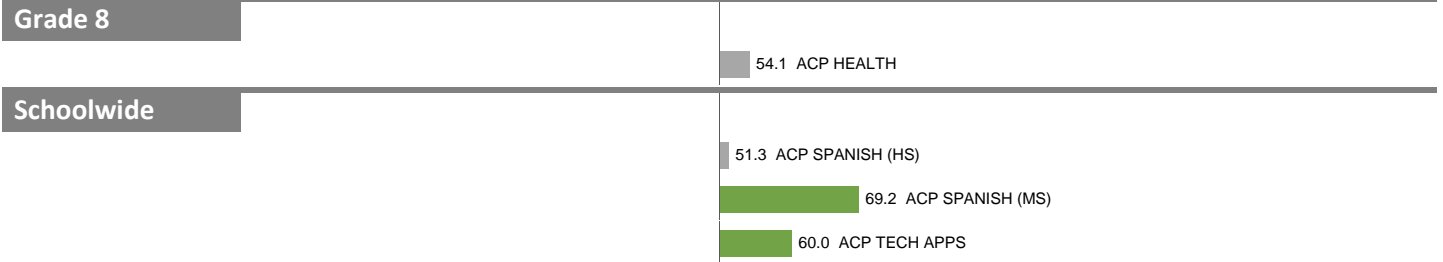 Grade 8
54.1 ACP HEALTH
Schoolwide
51.3 ACP SPANISH (HS)
69.2 ACP SPANISH (MS)
60.0 ACP TECH APPS